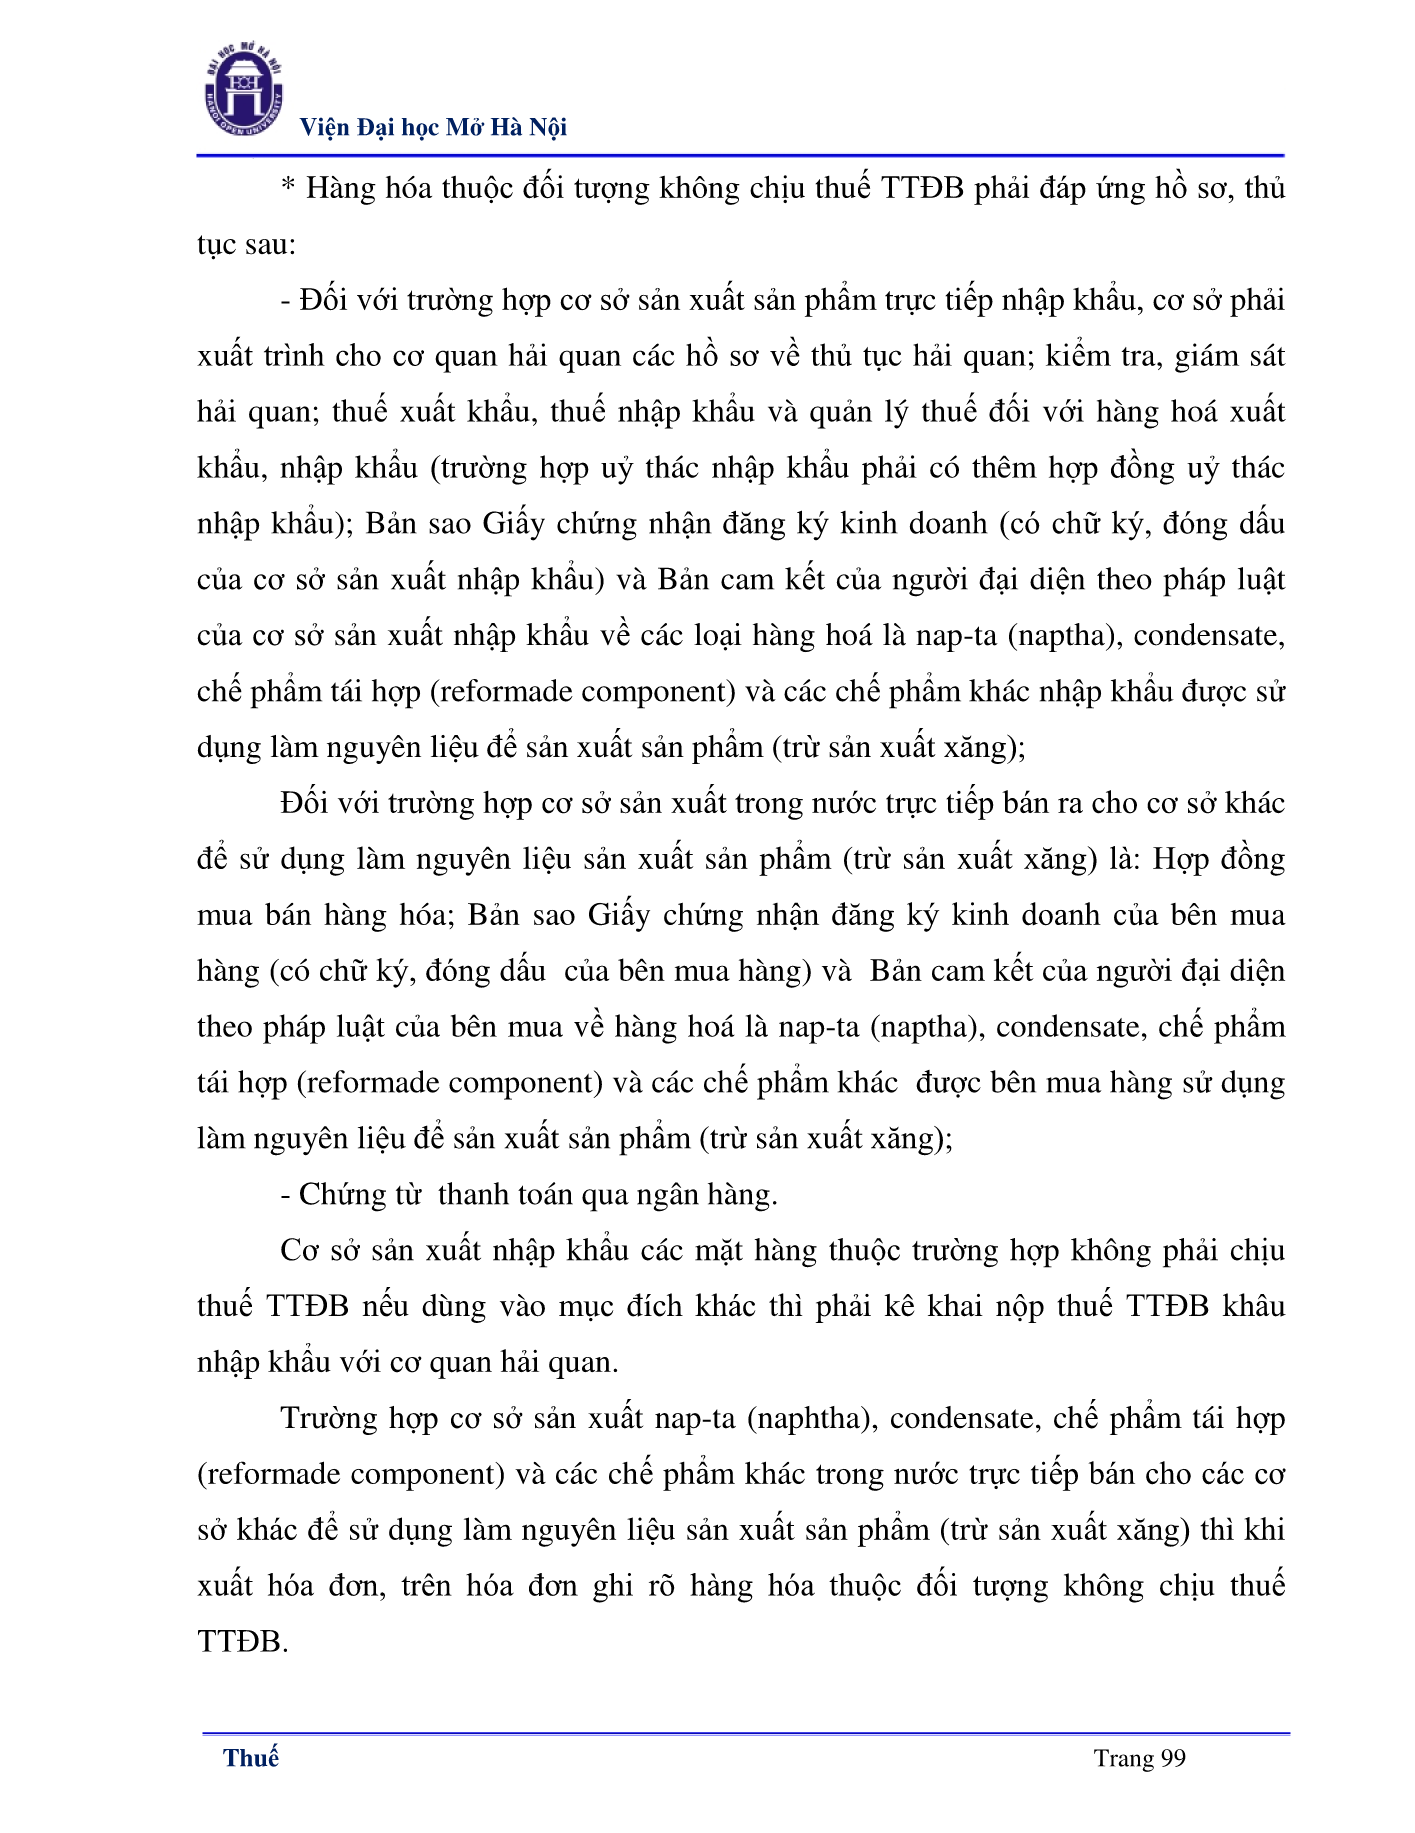 ĐẠI HỌC MỞ HÀ NỘI
HANOI OPEN UNIVERSITY
Viện Đại học Mở Hà Nội
* Hàng hóa thuộc đối tượng không chịu thuế TTĐB phải đáp ứng hồ sơ, thủ
tục sau:
- Đối với trường hợp cơ sở sản xuất sản phẩm trực tiếp nhập khẩu, cơ sở phải
xuất trình cho cơ quan hải quan các hồ sơ về thủ tục hải quan; kiểm tra, giám sát
hải quan; thuế xuất khẩu, thuế nhập khẩu và quản lý thuế đối với hàng hoá xuất
khẩu, nhập khẩu (trường hợp uỷ thác nhập khẩu phải có thêm hợp đồng uỷ thác
nhập khẩu); Bản sao Giấy chứng nhận đăng ký kinh doanh (có chữ ký, đóng dấu
của cơ sở sản xuất nhập khẩu) và Bản cam kết của người đại diện theo pháp luật
của cơ sở sản xuất nhập khẩu về các loại hàng hoá là nap-ta (naptha), condensate,
chế phẩm tái hợp (reformade component) và các chế phẩm khác nhập khẩu được sử
dụng làm nguyên liệu để sản xuất sản phẩm (trừ sản xuất xăng);
Đối với trường hợp cơ sở sản xuất trong nước trực tiếp bán ra cho cơ sở khác
để sử dụng làm nguyên liệu sản xuất sản phẩm (trừ sản xuất xăng) là: Hợp đồng
mua bán hàng hóa; Bản sao Giấy chứng nhận đăng ký kinh doanh của bên mua
hàng (có chữ ký, đóng dấu  của bên mua hàng) và  Bản cam kết của người đại diện
theo pháp luật của bên mua về hàng hoá là nap-ta (naptha), condensate, chế phẩm
tái hợp (reformade component) và các chế phẩm khác  được bên mua hàng sử dụng
làm nguyên liệu để sản xuất sản phẩm (trừ sản xuất xăng);
- Chứng từ  thanh toán qua ngân hàng.
Cơ sở sản xuất nhập khẩu các mặt hàng thuộc trường hợp không phải chịu
thuế TTĐB nếu dùng vào mục đích khác thì phải kê khai nộp thuế TTĐB khâu
nhập khẩu với cơ quan hải quan.
Trường hợp cơ sở sản xuất nap-ta (naphtha), condensate, chế phẩm tái hợp
(reformade component) và các chế phẩm khác trong nước trực tiếp bán cho các cơ
sở khác để sử dụng làm nguyên liệu sản xuất sản phẩm (trừ sản xuất xăng) thì khi
xuất hóa đơn, trên hóa đơn ghi rõ hàng hóa thuộc đối tượng không chịu thuế
TTĐB.
Thuế
Trang 99